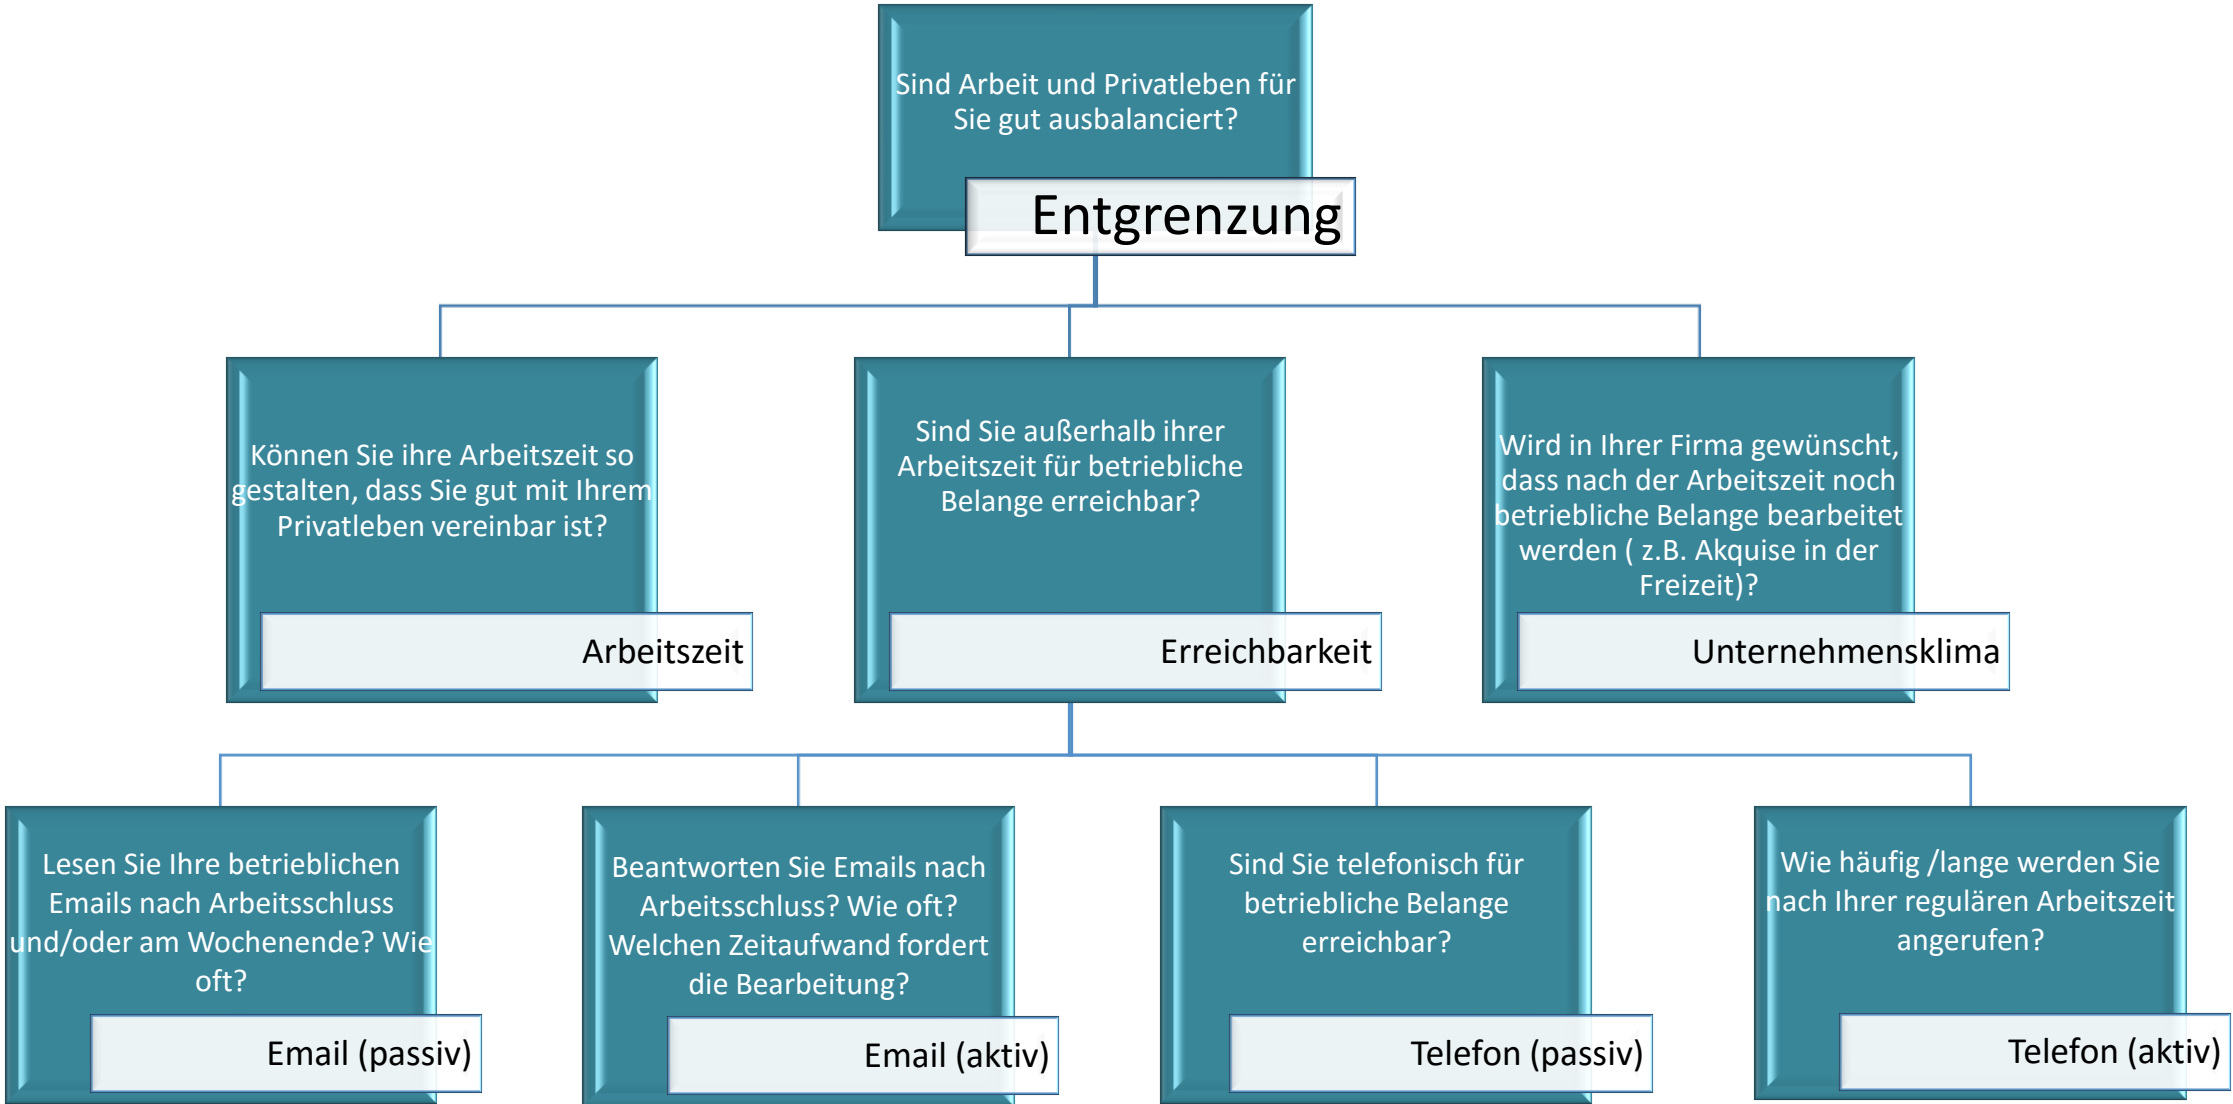 Sind Arbeit und Privatleben für
Sie gut ausbalanciert?
Entgrenzung
Können Sie ihre Arbeitszeit so
gestalten, dass Sie gut mit Ihrem
Privatleben vereinbar ist?
Arbeitszeit
Sind Sie außerhalb ihrer
Arbeitszeit für betriebliche
Belange erreichbar?
Erreichbarkeit
Wird in Ihrer Firma gewünscht,
dass nach der Arbeitszeit noch
betriebliche Belange bearbeitet
werden ( z.B. Akquise in der
Freizeit)?
Unternehmensklima
Lesen Sie Ihre betrieblichen
Emails nach Arbeitsschluss
und/oder am Wochenende? Wie
oft?
Email (passiv)
Beantworten Sie Emails nach
Arbeitsschluss? Wie oft?
Welchen Zeitaufwand fordert
die Bearbeitung?
Email (aktiv)
Sind Sie telefonisch für
betriebliche Belange
erreichbar?
Telefon (passiv)
Wie häufig /lange werden Sie
nach Ihrer regulären Arbeitszeit
angerufen?
Telefon (aktiv)